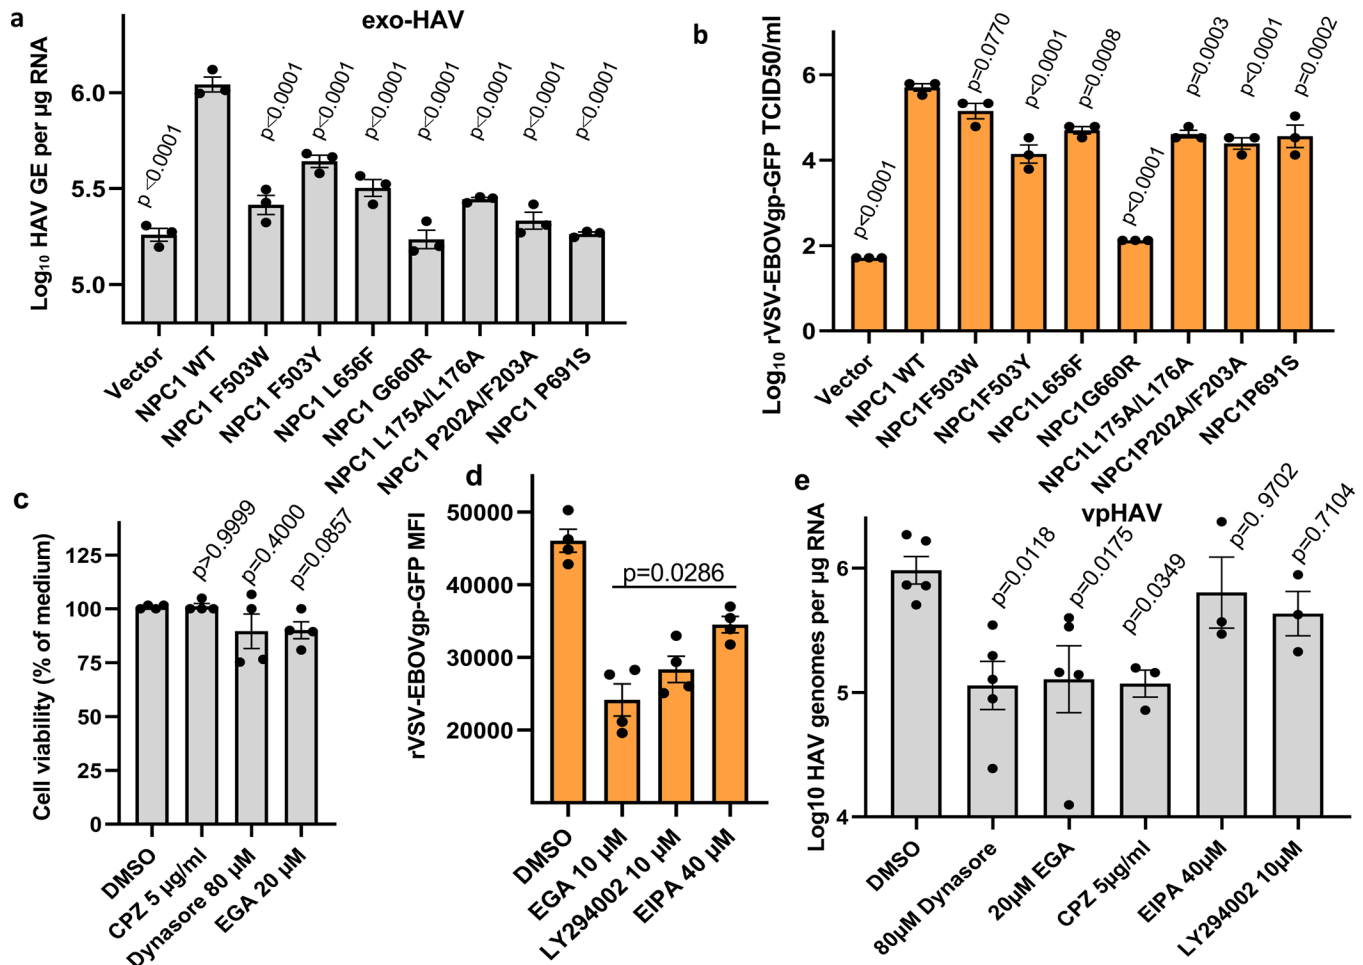 a
exo-HAV
Log₁₀ HAV GE per µg RNA
6.0
5.5
5.0
p <0.0001
p<0.0001
p<0.0001
p<0.0001
p<0.0001
p<0.0001
p<0.0001
p<0.0001
Vector
NPC1 WT
NPC1 F503W
NPC1 F503Y
NPC1 L656F
NPC1 G660R
NPC1 L175A/L176A
NPC1 P202A/F203A
NPC1 P691S
b
Log₁₀ rVSV-EBOVgp-GFP TCID50/ml
6
4
2
0
p<0.0001
p=0.0770
p<0.0001
p=0.0008
p<0.0001
p=0.0003
p<0.0001
p=0.0002
Vector
NPC1 WT
NPC1F503W
NPC1F503Y
NPC1L656F
NPC1G660R
NPC1L175A/L176A
NPC1P202A/F203A
NPC1P691S
c
Cell viability (% of medium)
125
100
75
50
25
0
p>0.9999
p=0.4000
p=0.0857
DMSO
CPZ 5 µg/ml
Dynasore 80 µM
EGA 20 µM
d
rVSV-EBOVgp-GFP MFI
50000
40000
30000
20000
p=0.0286
DMSO
EGA 10 µM
LY294002 10 µM
EIPA 40 µM
e
vpHAV
Log10 HAV genomes per µg RNA
6
5
4
p=0.0118
p=0.0175
p=0.0349
p=0. 9702
p=0.7104
DMSO
80µM Dynasore
20µM EGA
CPZ 5µg/ml
EIPA 40µM
LY294002 10µM